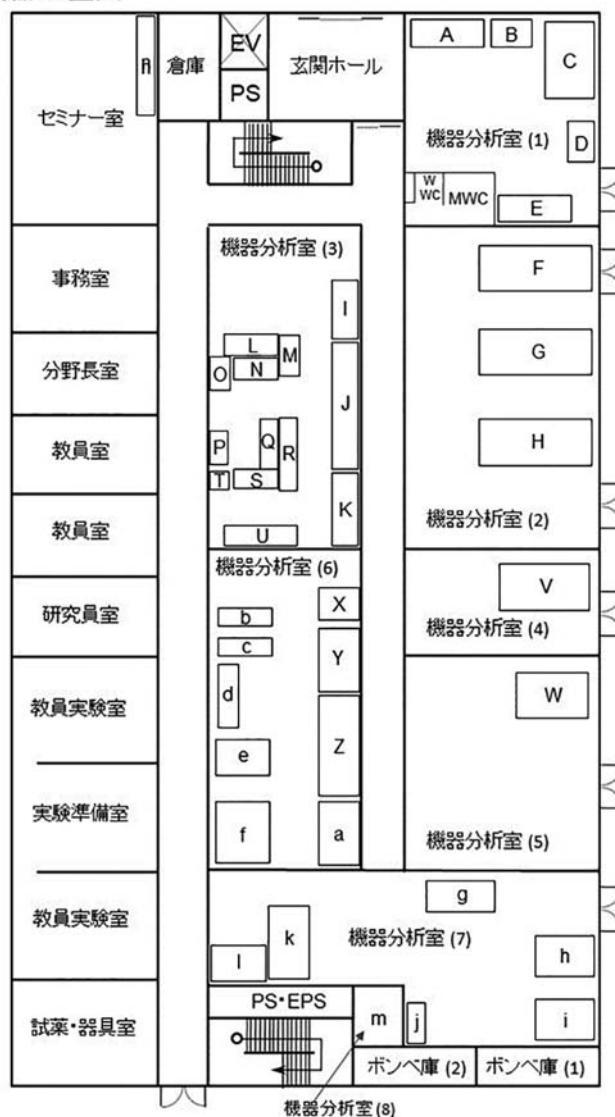 n
倉庫
EV
PS
玄関ホール
A
B
C
セミナー室
機器分析室 (1)
D
W
WC
MWC
E
機器分析室 (3)
事務室
F
I
L
M
分野長室
O
N
G
J
教員室
P
Q
R
H
T
S
K
機器分析室 (2)
教員室
U
機器分析室 (6)
X
V
研究員室
b
機器分析室 (4)
c
Y
d
W
教員実験室
e
Z
実験準備室
f
a
機器分析室 (5)
g
教員実験室
k
機器分析室 (7)
l
h
PS・EPS
m
j
i
試薬・器具室
ボンベ庫 (2)
ボンベ庫 (1)
機器分析室 (8)